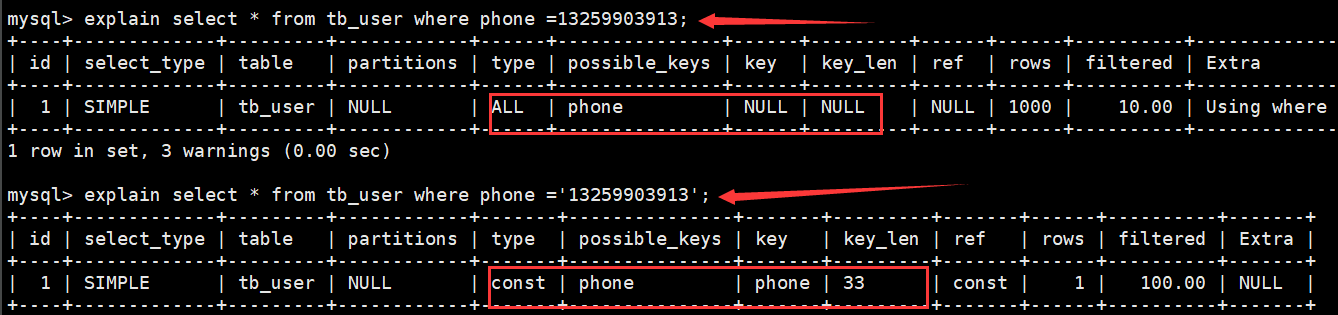 mysql> explain select * from tb_user where phone =13259903913;
+----+-------------+---------+------------+------+---------------+------+---------+------+------+----------+-------------
| id | select_type | table | partitions | type | possible_keys | key | key_len | ref | rows | filtered | Extra
+----+-------------+---------+------------+------+---------------+------+---------+------+------+----------+-------------
| 1 | SIMPLE | tb_user | NULL | ALL | phone | NULL | NULL | NULL | 1000 | 10.00 | Using where
+----+-------------+---------+------------+------+---------------+------+---------+------+------+----------+-------------
1 row in set, 3 warnings (0.00 sec)
mysql> explain select * from tb_user where phone ='13259903913';
+----+-------------+---------+------------+-------+---------------+-------+---------+-------+------+----------+-------+
| id | select_type | table | partitions | type | possible_keys | key | key_len | ref | rows | filtered | Extra |
+----+-------------+---------+------------+-------+---------------+-------+---------+-------+------+----------+-------+
| 1 | SIMPLE | tb_user | NULL | const | phone | phone | 33 | const | 1 | 100.00 | NULL |
+----+-------------+---------+------------+-------+---------------+-------+---------+-------+------+----------+-------+